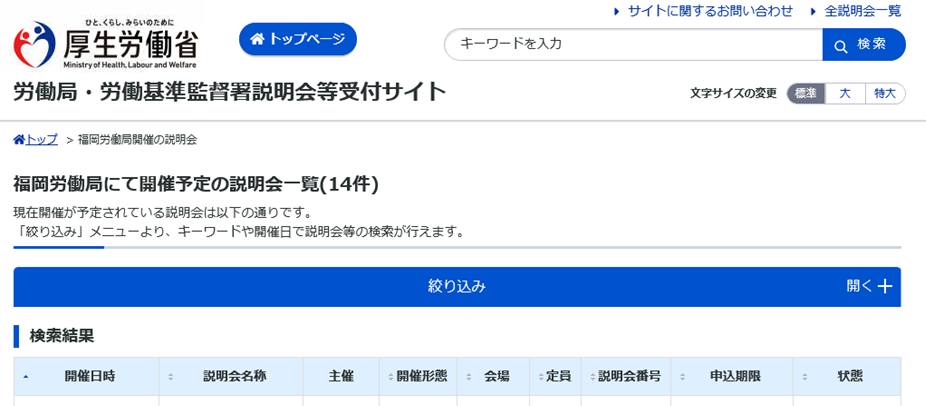 サイトに関するお問い合わせ 全説明会一覧
ひと、くらし、みらいのために
厚生労働省
Ministry of Health, Labour and Welfare
トップページ
キーワードを入力
検索
労働局・労働基準監督署説明会等受付サイト
文字サイズの変更 標準 大 特大
トップ > 福岡労働局開催の説明会
福岡労働局にて開催予定の説明会一覧(14件)
現在開催が予定されている説明会は以下の通りです。
「絞り込み」メニューより、キーワードや開催日で説明会等の検索が行えます。
絞り込み 開く
検索結果
開催日時 説明会名称 主催 開催形態 会場 定員 説明会番号 申込期限 状態